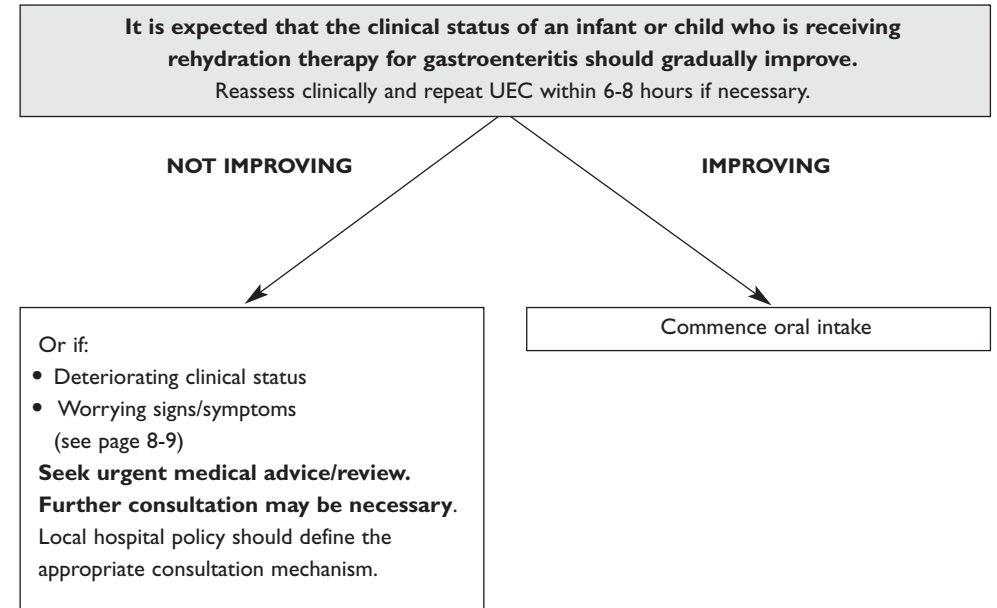 It is expected that the clinical status of an infant or child who is receiving
rehydration therapy for gastroenteritis should gradually improve.
Reassess clinically and repeat UEC within 6-8 hours if necessary.
NOT IMPROVING
IMPROVING
Or if:
• Deteriorating clinical status
• Worrying signs/symptoms
(see page 8-9)
Seek urgent medical advice/review.
Further consultation may be necessary.
Local hospital policy should define the
appropriate consultation mechanism.
Commence oral intake